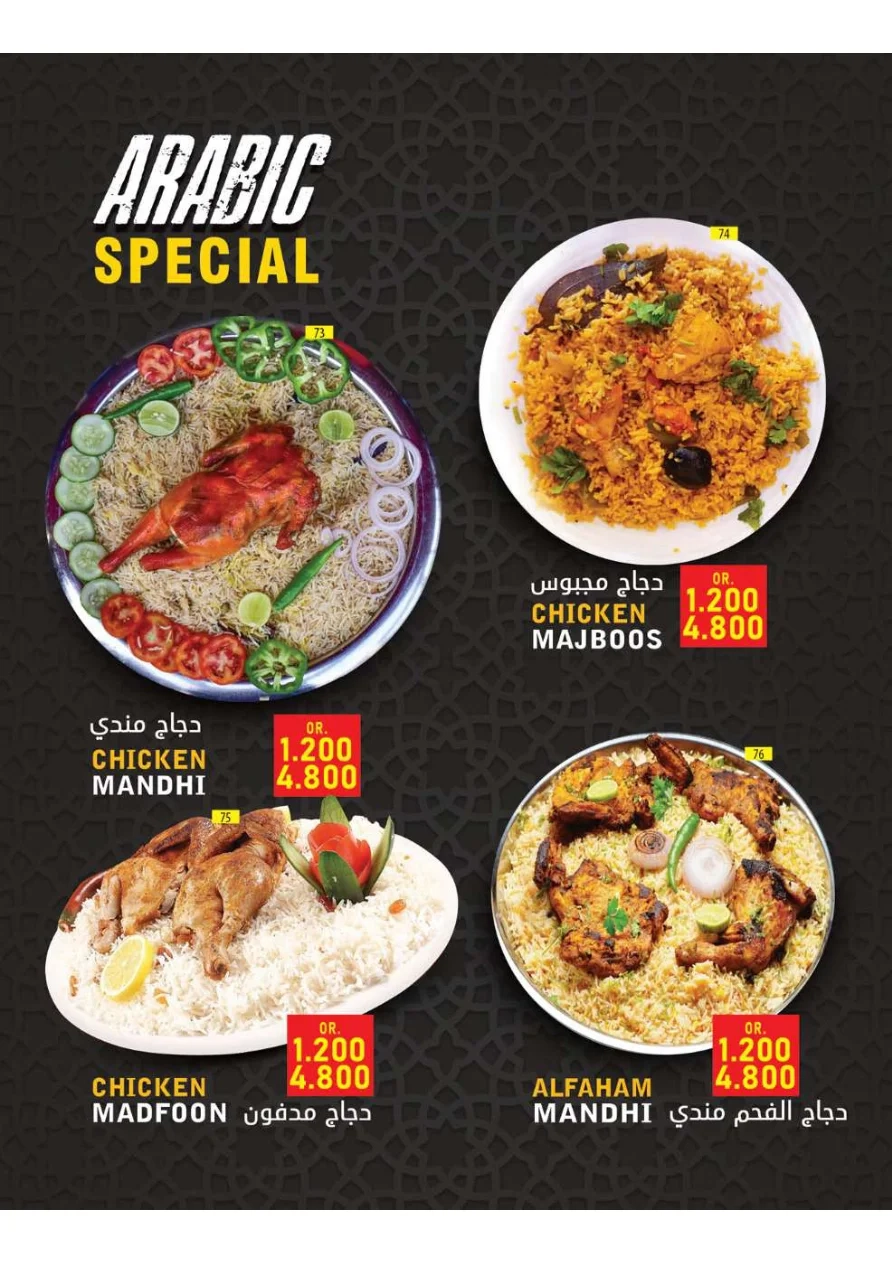 ARABIC
SPECIAL
73
دجاج مندي
CHICKEN
MANDHI
OR.
1.200
4.800
74
دجاج مجبوس
CHICKEN
MAJBOOS
OR.
1.200
4.800
75
OR.
1.200
4.800
CHICKEN
MADFOON دجاج مدفون
76
OR.
1.200
4.800
ALFAHAM
MANDHI دجاج الفحم مندي